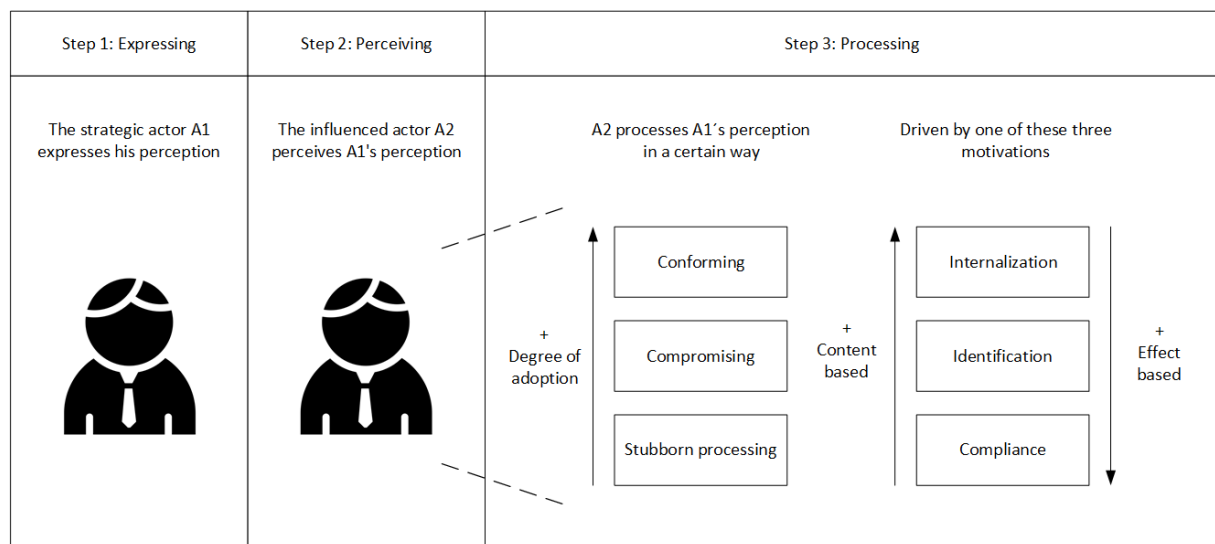 Step 1: Expressing
Step 2: Perceiving
Step 3: Processing
The strategic actor A1
expresses his perception
The influenced actor A2
perceives A1's perception
A2 processes A1´s perception
in a certain way
Driven by one of these three
motivations
+
Degree of
adoption
Conforming
Compromising
Stubborn processing
+
Content
based
Internalization
Identification
Compliance
+
Effect
based